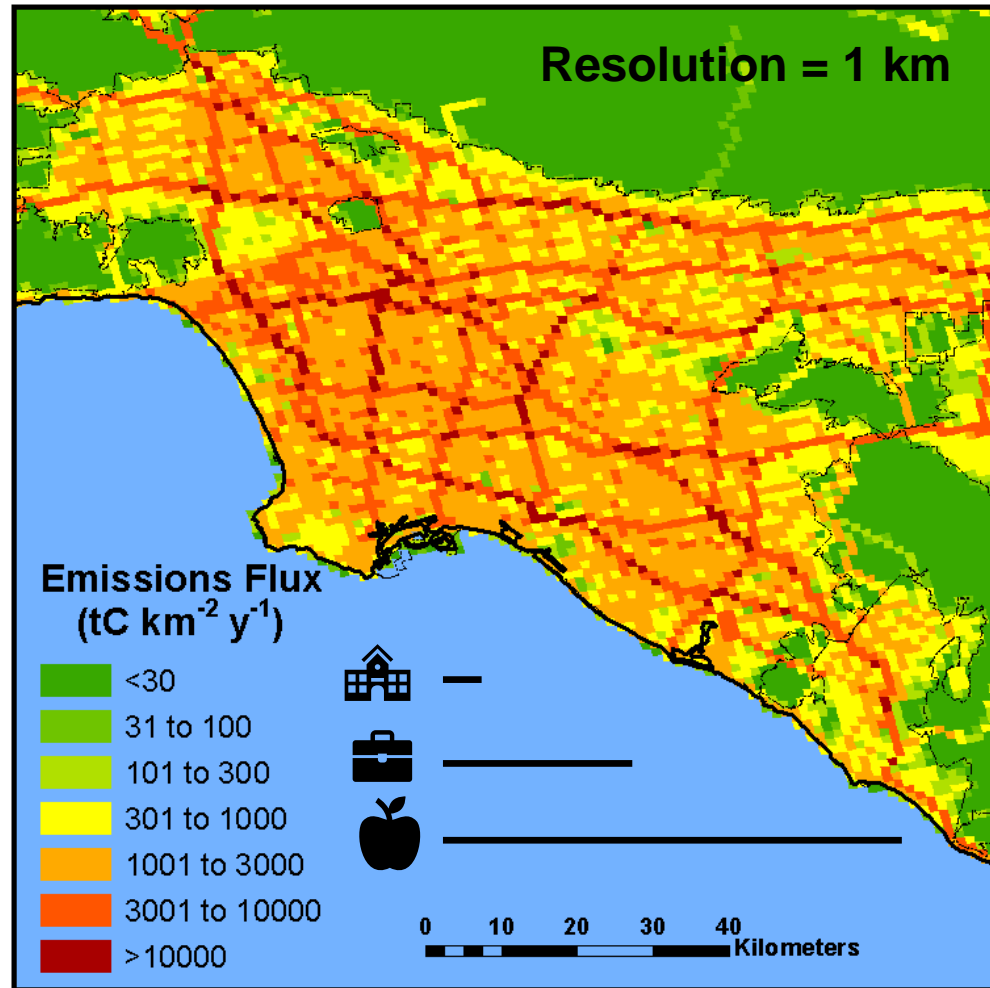 Resolution = 1 km
Emissions Flux
(tC km⁻² y⁻¹)
<30
31 to 100
101 to 300
301 to 1000
1001 to 3000
3001 to 10000
>10000
0 10 20 30 40
Kilometers